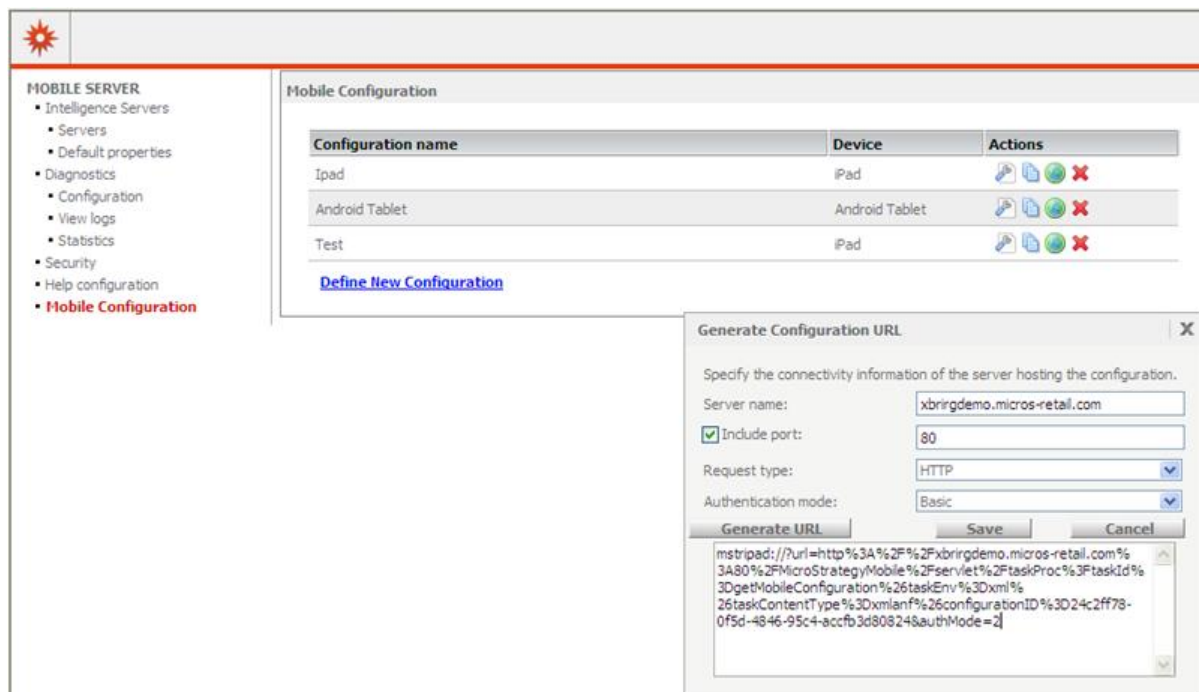 MOBILE SERVER
Intelligence Servers
Servers
Default properties
Diagnostics
Configuration
View logs
Statistics
Security
Help configuration
Mobile Configuration
Mobile Configuration
Configuration name Device Actions
Ipad iPad
Android Tablet Android Tablet
Test iPad
Define New Configuration
Generate Configuration URL X
Specify the connectivity information of the server hosting the configuration.
Server name: xbrirgdemo.micros-retail.com
Include port: 80
Request type: HTTP
Authentication mode: Basic
Generate URL Save Cancel
mstripad://?url=http%3A%2F%2Fxbrirgdemo.micros-retail.com%
3A80%2FMicroStrategyMobile%2Fservlet%2FtaskProc%3FtaskId%
3DgetMobileConfiguration%26taskEnv%3Dxml%
26taskContentType%3Dxmlanf%26configurationID%3D24c2ff78-
0f5d-4846-95c4-accfb3d80824&authMode=2